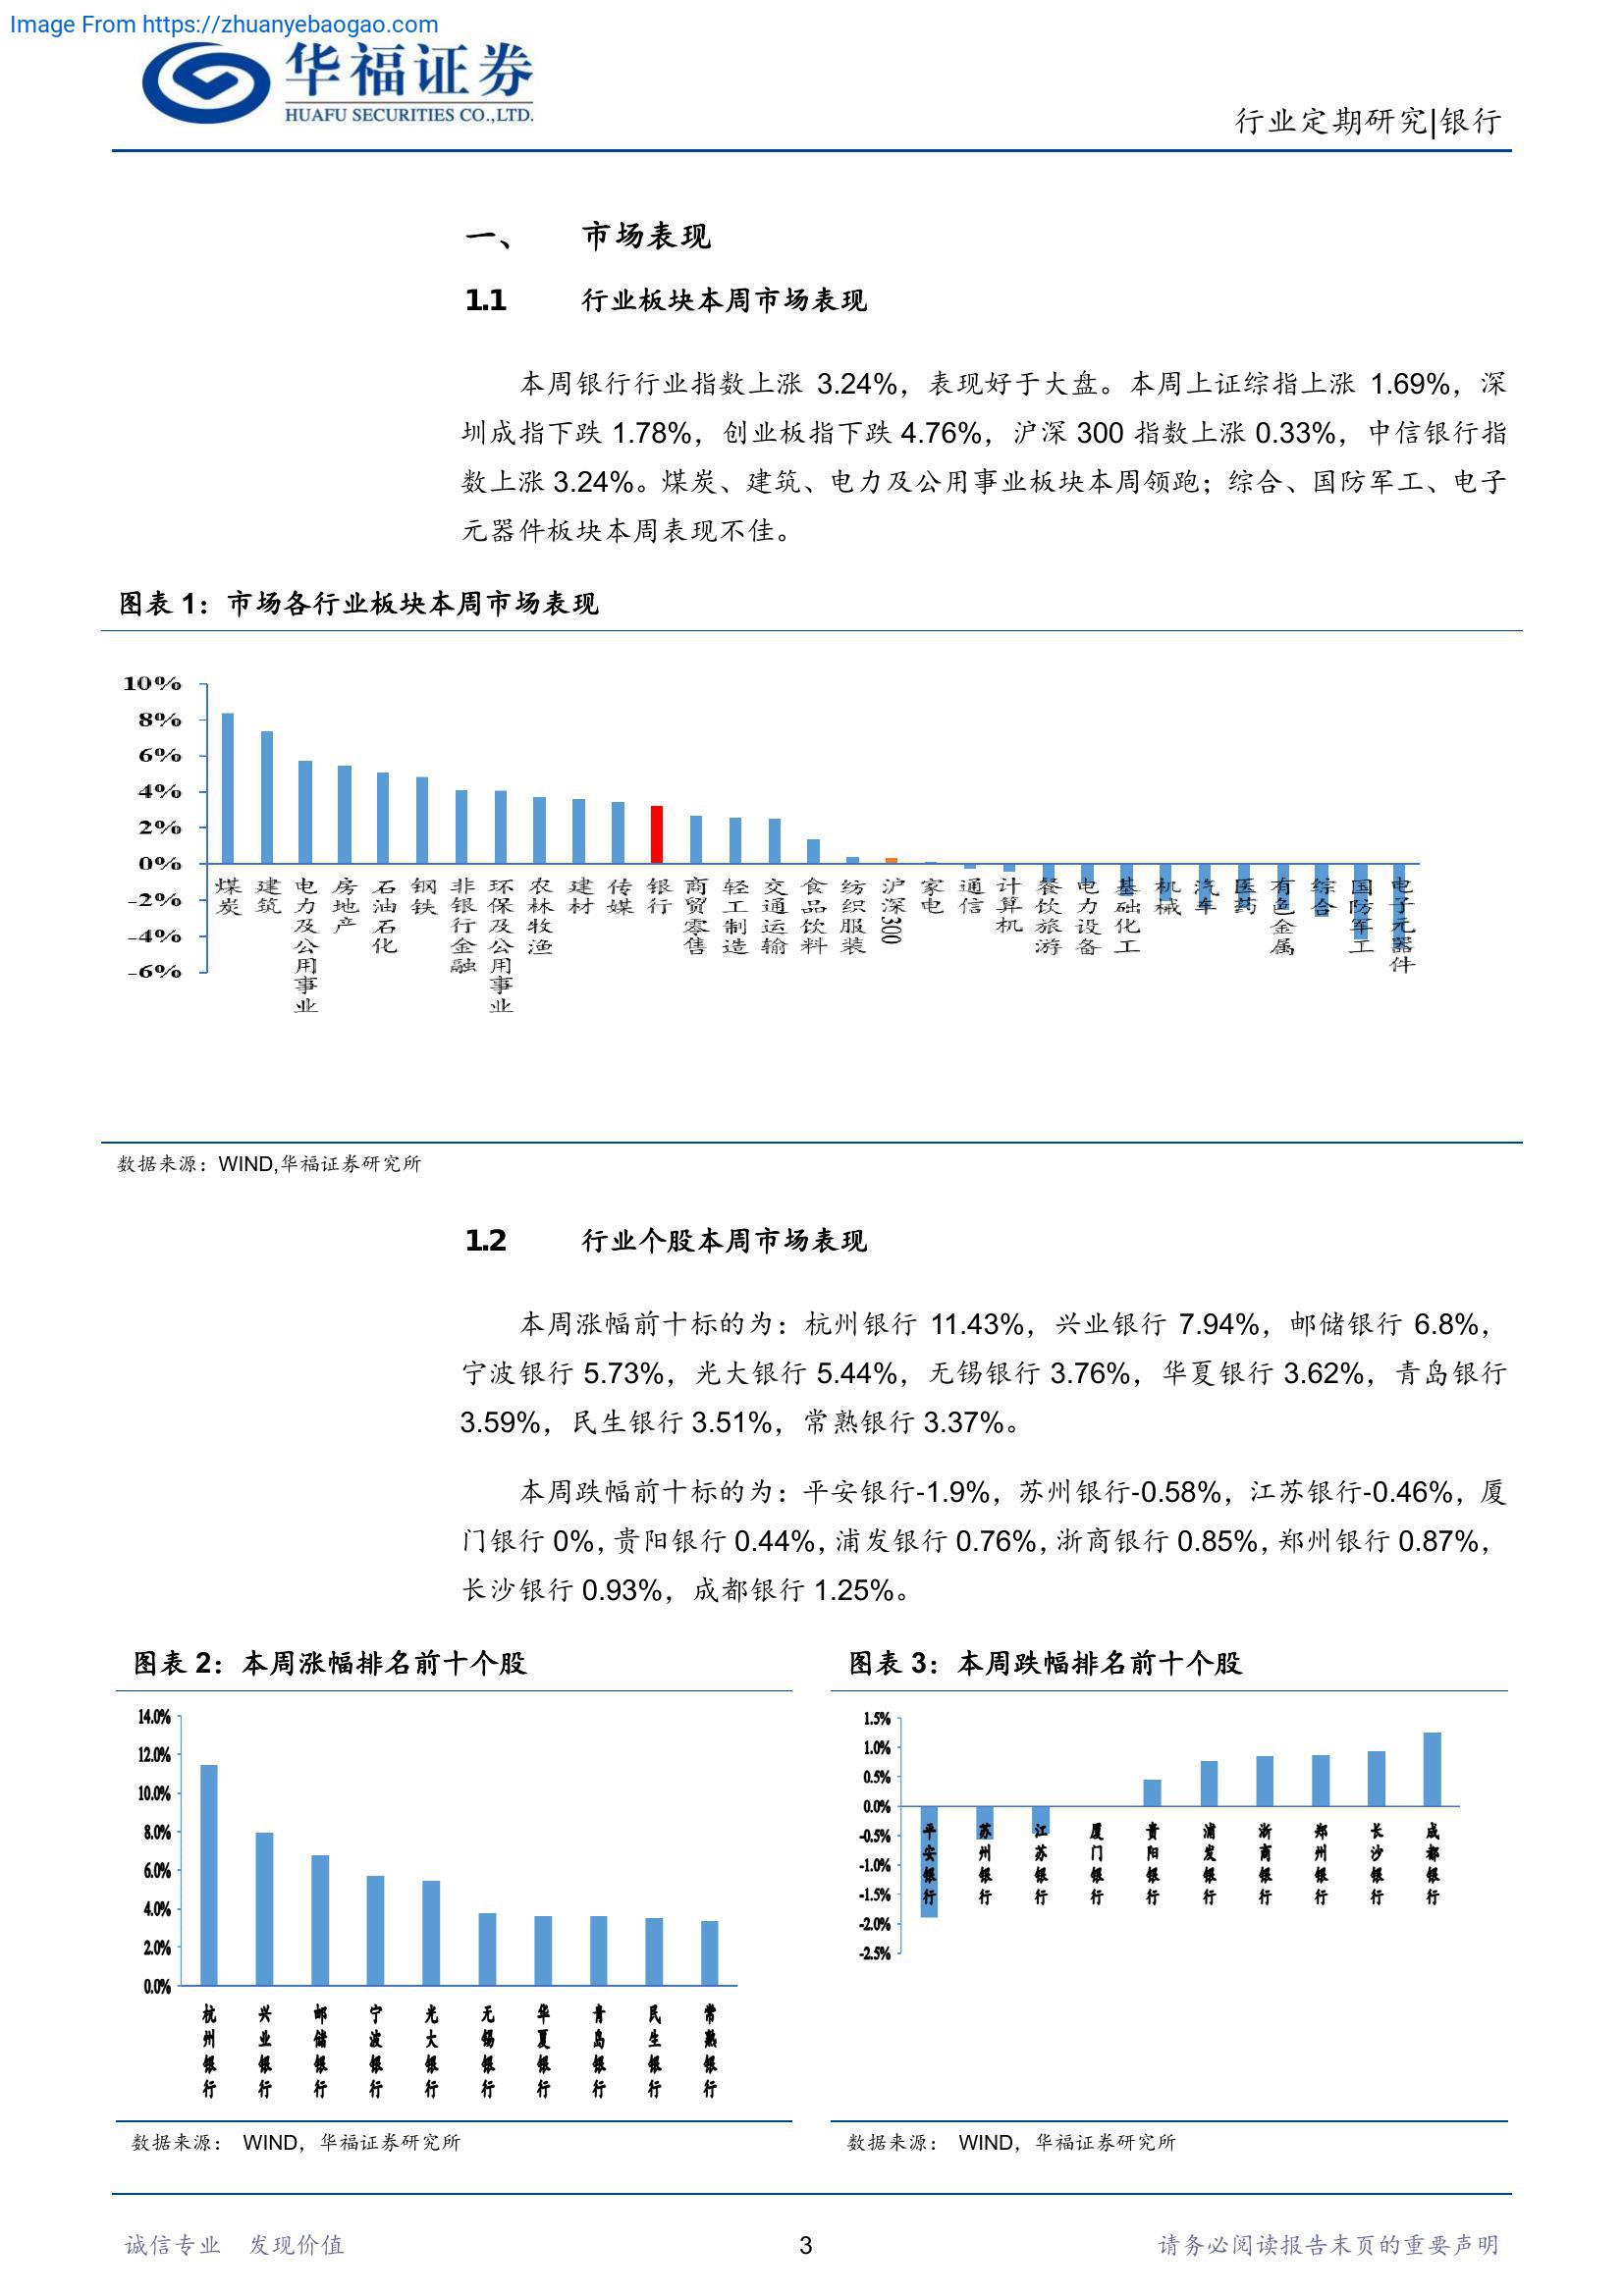 Image From https://zhuanyebaogao.com
华福证券
HUAFU SECURITIES CO.,LTD.
行业定期研究|银行
一、 市场表现
1.1 行业板块本周市场表现
本周银行行业指数上涨 3.24%，表现好于大盘。本周上证综指上涨 1.69%，深
圳成指下跌 1.78%，创业板指下跌 4.76%，沪深 300 指数上涨 0.33%，中信银行指
数上涨 3.24%。煤炭、建筑、电力及公用事业板块本周领跑；综合、国防军工、电子
元器件板块本周表现不佳。
图表 1：市场各行业板块本周市场表现
10%
8%
6%
4%
2%
0%
-2%
-4%
-6%
煤炭
建筑
电力及公用事业
房地产
石油石化
钢铁
非银行金融
环保及公用事业
农林牧渔
建材
传媒
银行
商贸零售
轻工制造
交通运输
食品饮料
纺织服装
沪深300
家电
通信
计算机
餐饮旅游
电力设备
基础化工
机械
汽车
医药
有色金属
综合
国防军工
电子元器件
数据来源：WIND,华福证券研究所
1.2 行业个股本周市场表现
本周涨幅前十标的为：杭州银行 11.43%，兴业银行 7.94%，邮储银行 6.8%，
宁波银行 5.73%，光大银行 5.44%，无锡银行 3.76%，华夏银行 3.62%，青岛银行
3.59%，民生银行 3.51%，常熟银行 3.37%。
本周跌幅前十标的为：平安银行-1.9%，苏州银行-0.58%，江苏银行-0.46%，厦
门银行 0%，贵阳银行 0.44%，浦发银行 0.76%，浙商银行 0.85%，郑州银行 0.87%，
长沙银行 0.93%，成都银行 1.25%。
图表 2：本周涨幅排名前十个股
14.0%
12.0%
10.0%
8.0%
6.0%
4.0%
2.0%
0.0%
杭州银行
兴业银行
邮储银行
宁波银行
光大银行
无锡银行
华夏银行
青岛银行
民生银行
常熟银行
数据来源： WIND，华福证券研究所
图表 3：本周跌幅排名前十个股
1.5%
1.0%
0.5%
0.0%
-0.5%
-1.0%
-1.5%
-2.0%
-2.5%
平安银行
苏州银行
江苏银行
厦门银行
贵阳银行
浦发银行
浙商银行
郑州银行
长沙银行
成都银行
数据来源： WIND，华福证券研究所
诚信专业 发现价值
3
请务必阅读报告末页的重要声明